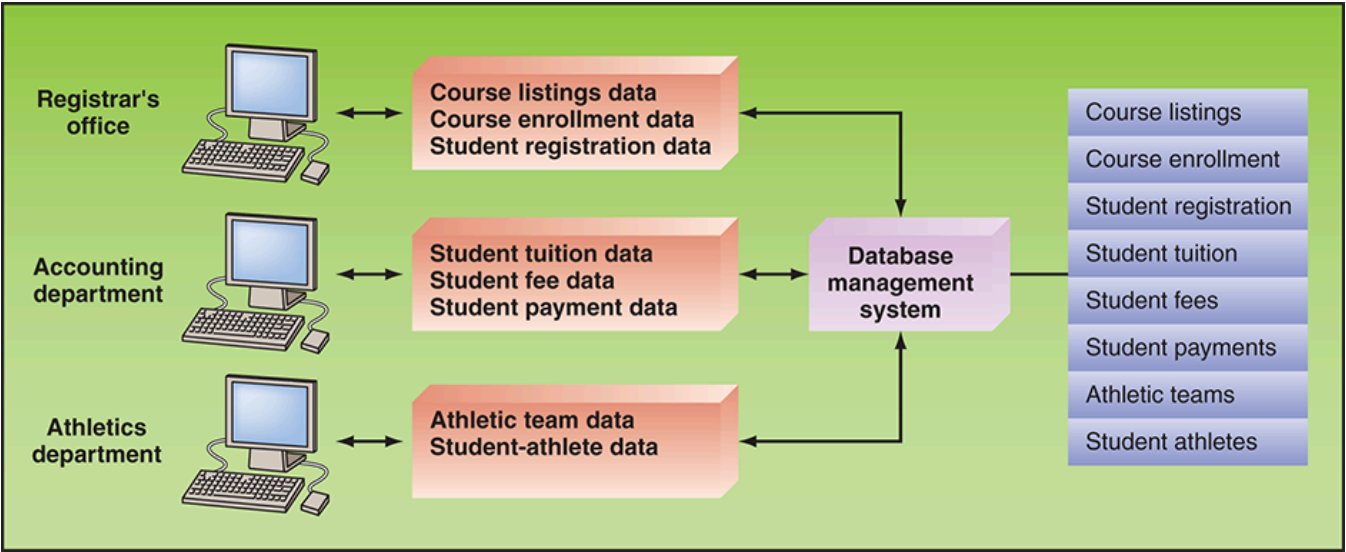 Registrar's
office
Course listings data
Course enrollment data
Student registration data
Accounting
department
Student tuition data
Student fee data
Student payment data
Athletics
department
Athletic team data
Student-athlete data
Database
management
system
Course listings
Course enrollment
Student registration
Student tuition
Student fees
Student payments
Athletic teams
Student athletes